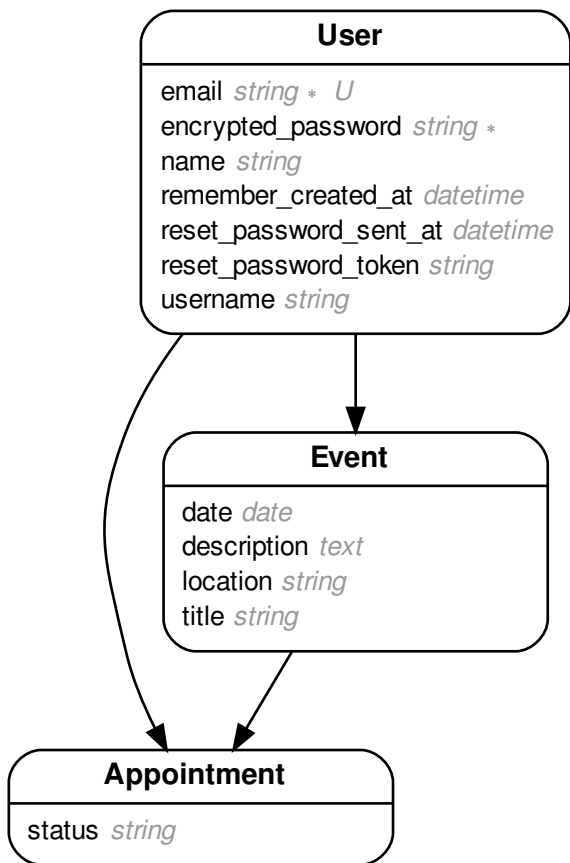 User
email string * U
encrypted_password string *
name string
remember_created_at datetime
reset_password_sent_at datetime
reset_password_token string
username string
Event
date date
description text
location string
title string
Appointment
status string